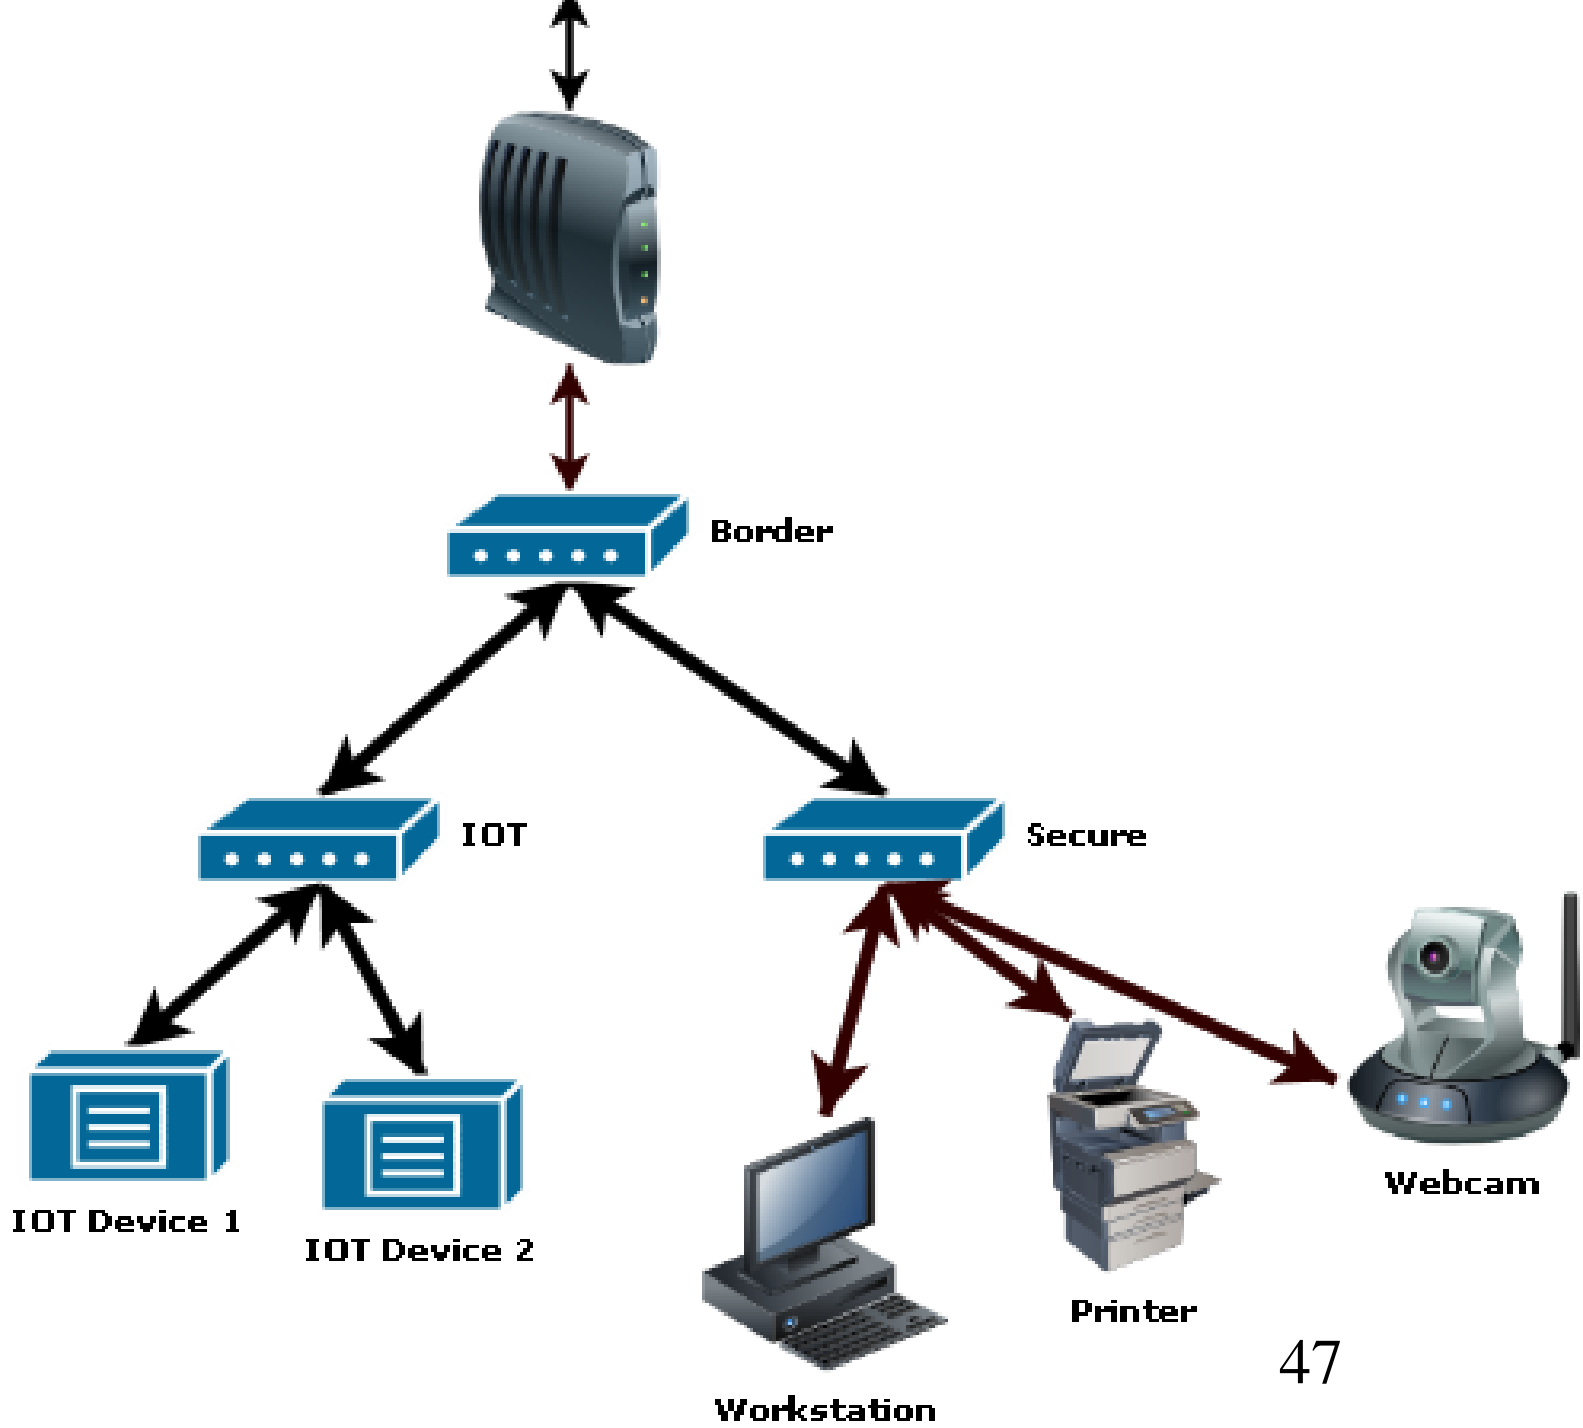 Border
IOT
Secure
Webcam
IOT Device 1
IOT Device 2
Printer
47
Workstation